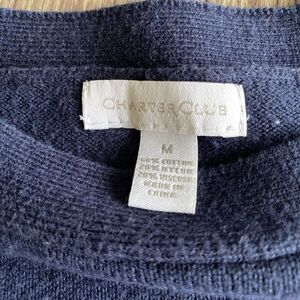 CHARTER CLUB
M
60% COTTON
20% NYLON
20% VISCOSE
MADE IN
CHINA